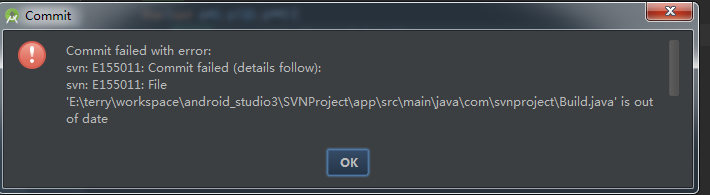 Commit
Commit failed with error:
svn: E155011: Commit failed (details follow):
svn: E155011: File
'E:\terry\workspace\android_studio3\SVNProject\app\src\main\java\com\svnproject\Build.java' is out
of date
OK